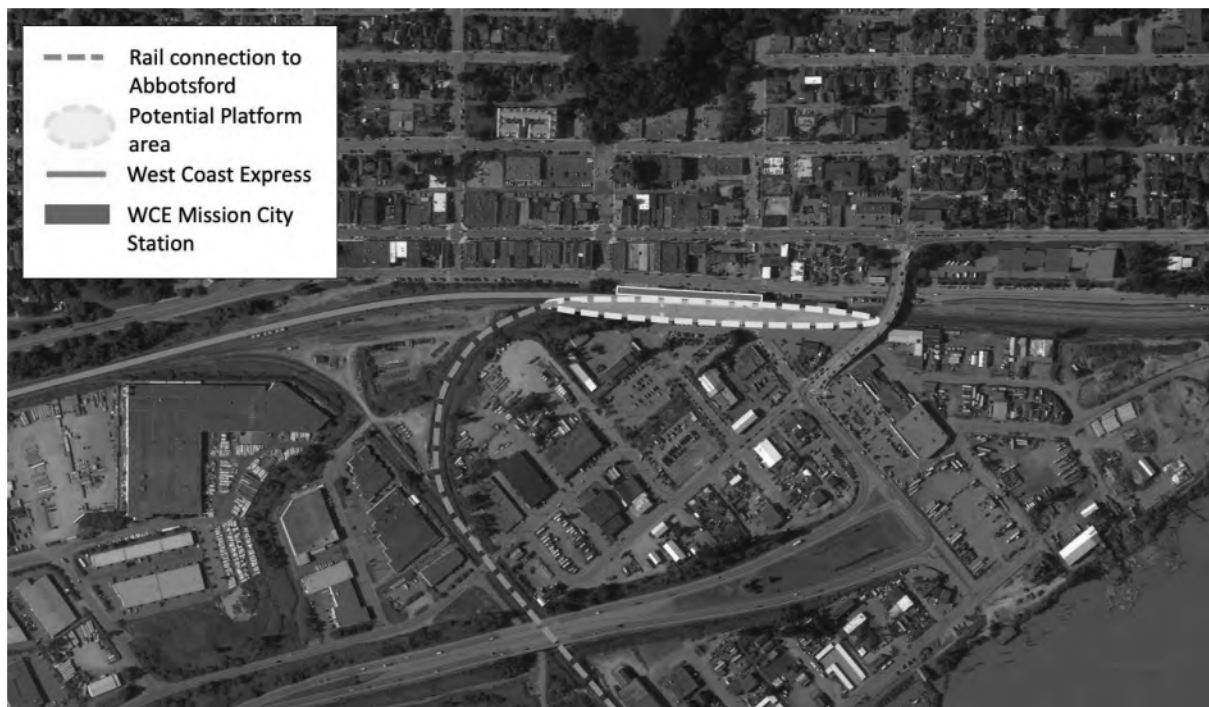 Rail connection to
Abbotsford
Potential Platform
area
West Coast Express
WCE Mission City
Station